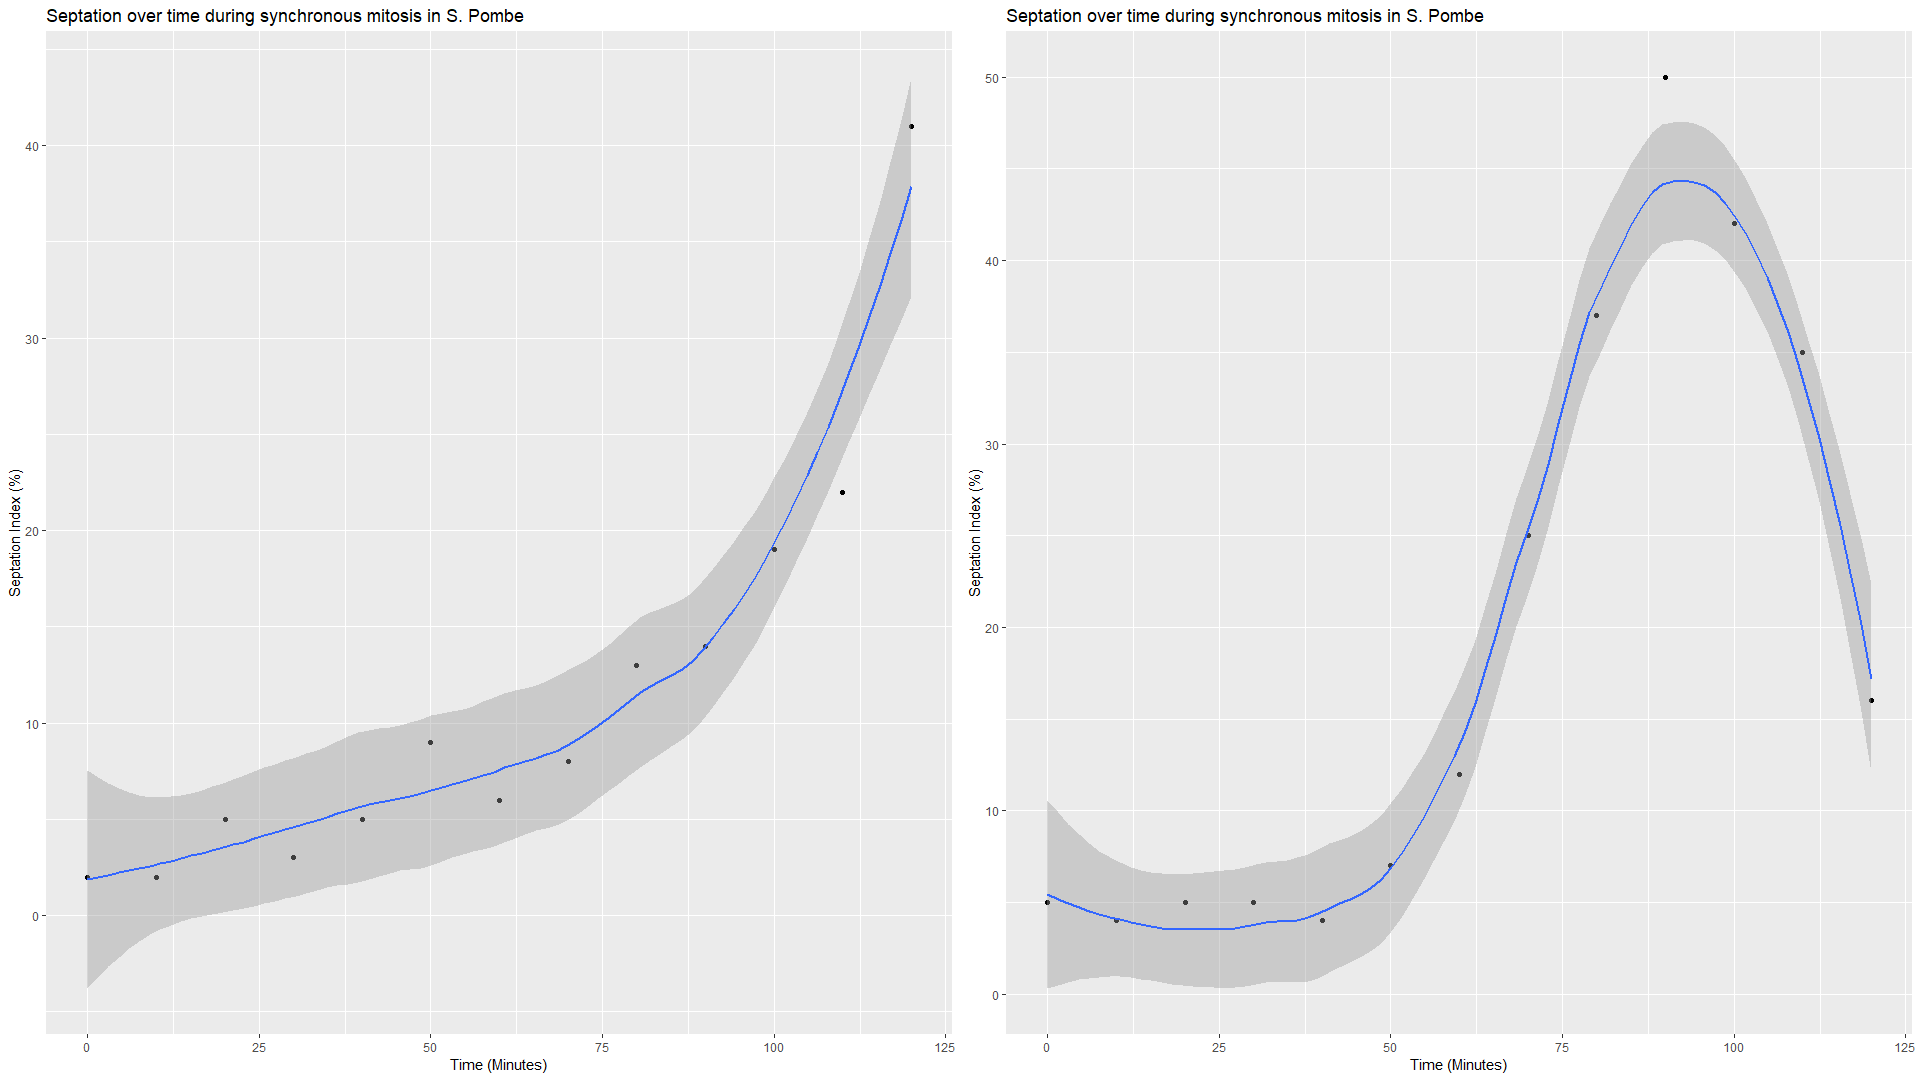 Septation over time during synchronous mitosis in S. Pombe
Septation Index (%)
40
30
20
10
0
0 25 50 75 100 125
Time (Minutes)
Septation over time during synchronous mitosis in S. Pombe
Septation Index (%)
50
40
30
20
10
0
0 25 50 75 100 125
Time (Minutes)